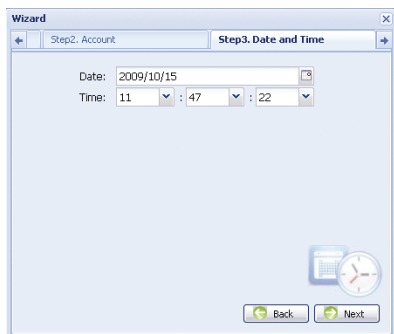 Wizard
Step2. Account
Step3. Date and Time
Date: 2009/10/15
Time: 11 : 47 : 22
Back
Next